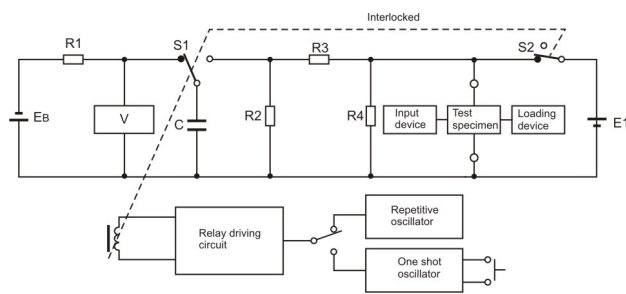 Interlocked
R1
S1
R3
S2
EB
V
C
R2
R4
Input
device
Test
specimen
Loading
device
E1
Relay driving
circuit
Repetitive
oscillator
One shot
oscillator